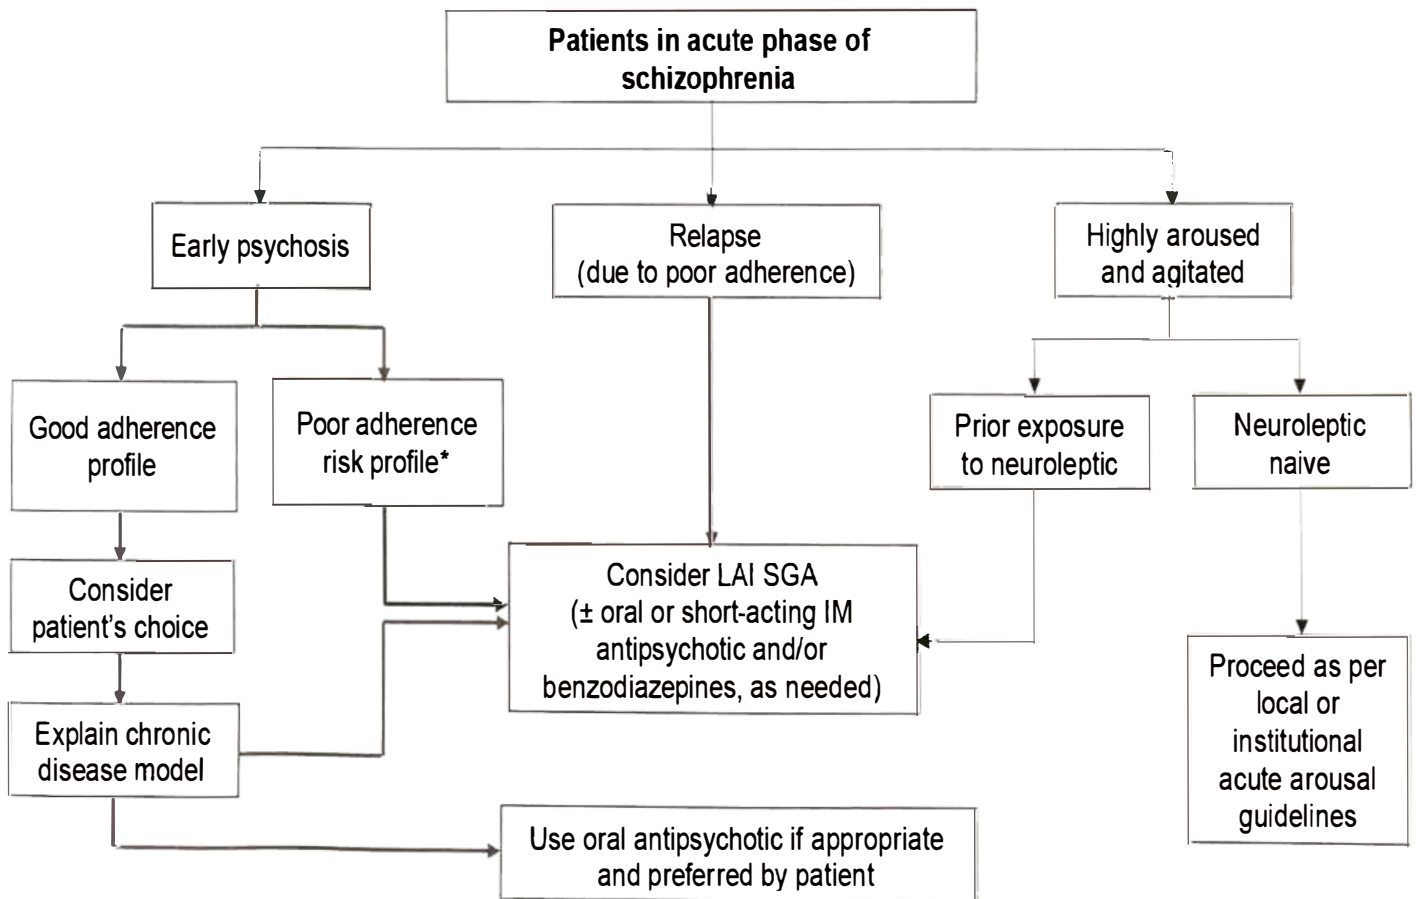 Patients in acute phase of
schizophrenia
Early psychosis
Relapse
(due to poor adherence)
Highly aroused
and agitated
Good adherence
profile
Poor adherence
risk profile*
Prior exposure
to neuroleptic
Neuroleptic
naive
Consider
patient's choice
Consider LAI SGA
(± oral or short-acting IM
antipsychotic and/or
benzodiazepines, as needed)
Proceed as per
local or
institutional
acute arousal
guidelines
Explain chronic
disease model
Use oral antipsychotic if appropriate
and preferred by patient